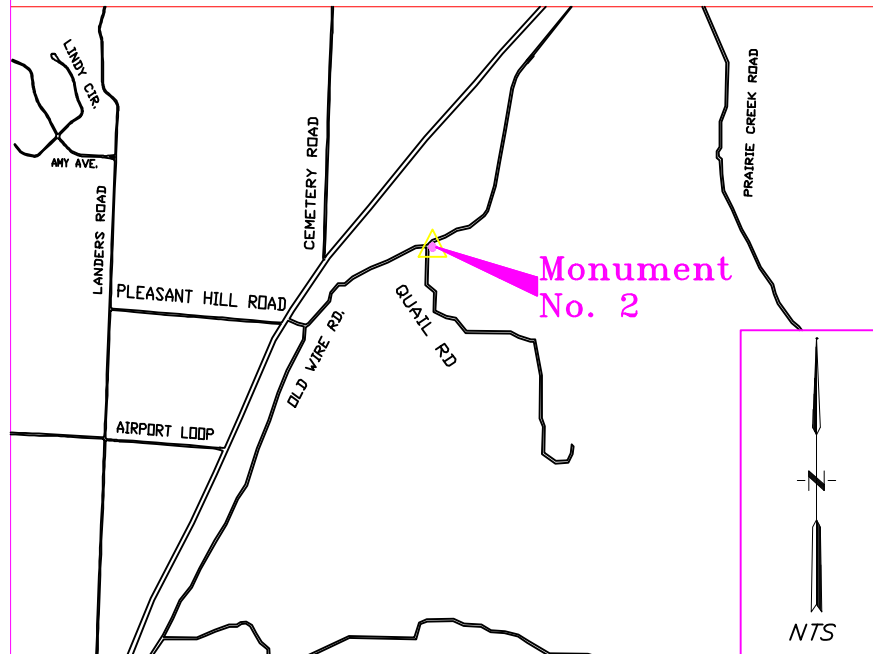 LINDY CIR.
AMY AVE.
LANDERS ROAD
CEMETERY ROAD
PRAIRIE CREEK ROAD
PLEASANT HILL ROAD
OLD WIRE RD.
QUAIL RD
Monument
No. 2
AIRPORT LOOP
N
NTS